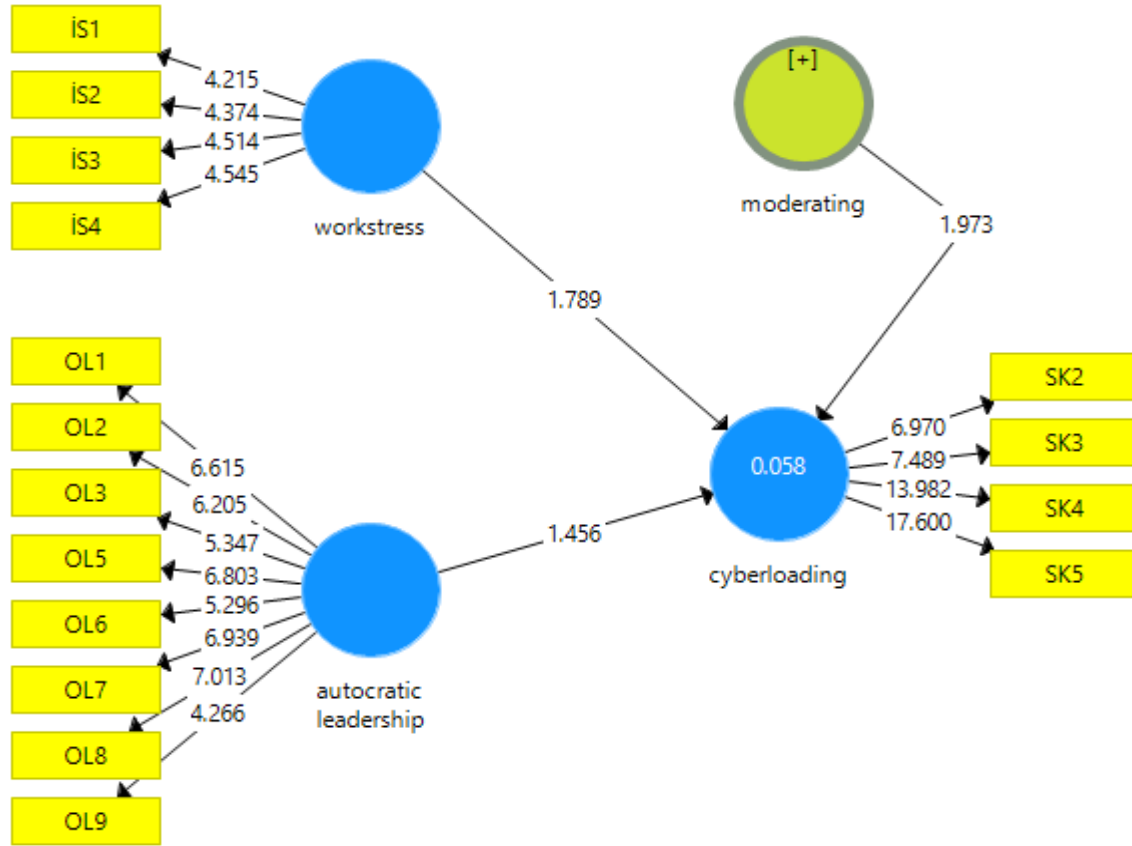 İS1
İS2
İS3
İS4
4.215
4.374
4.514
4.545
workstress
[+]
moderating
1.789
1.973
OL1
OL2
OL3
OL5
OL6
OL7
OL8
OL9
6.615
6.205
5.347
6.803
5.296
6.939
7.013
4.266
autocratic
leadership
1.456
0.058
cyberloading
6.970
7.489
13.982
17.600
SK2
SK3
SK4
SK5